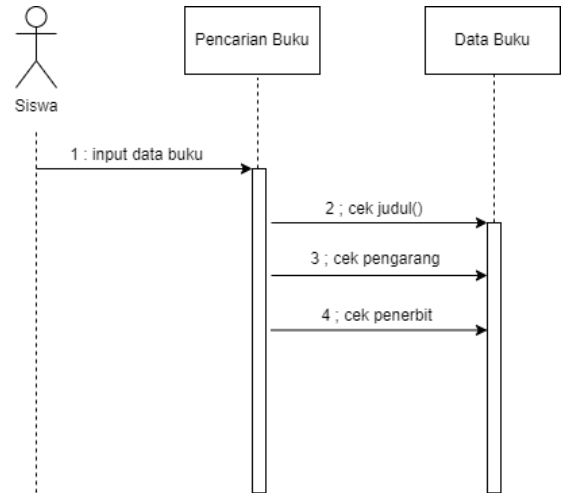 Pencarian Buku
Data Buku
Siswa
1 : input data buku
2 ; cek judul()
3 ; cek pengarang
4 ; cek penerbit